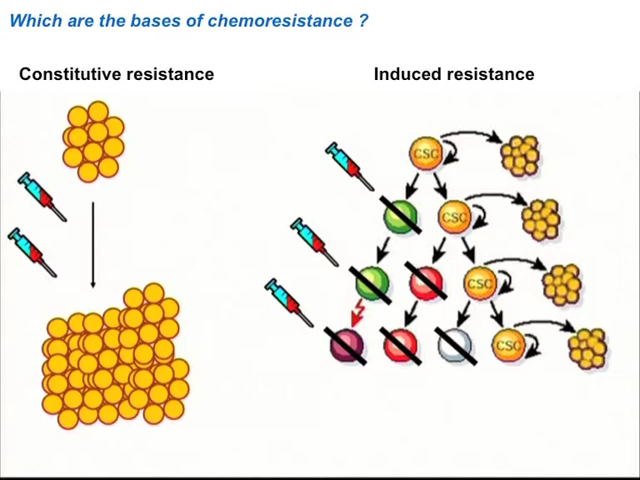 Which are the bases of chemoresistance ?
Constitutive resistance
Induced resistance
CSC
CSC
CSC
CSC